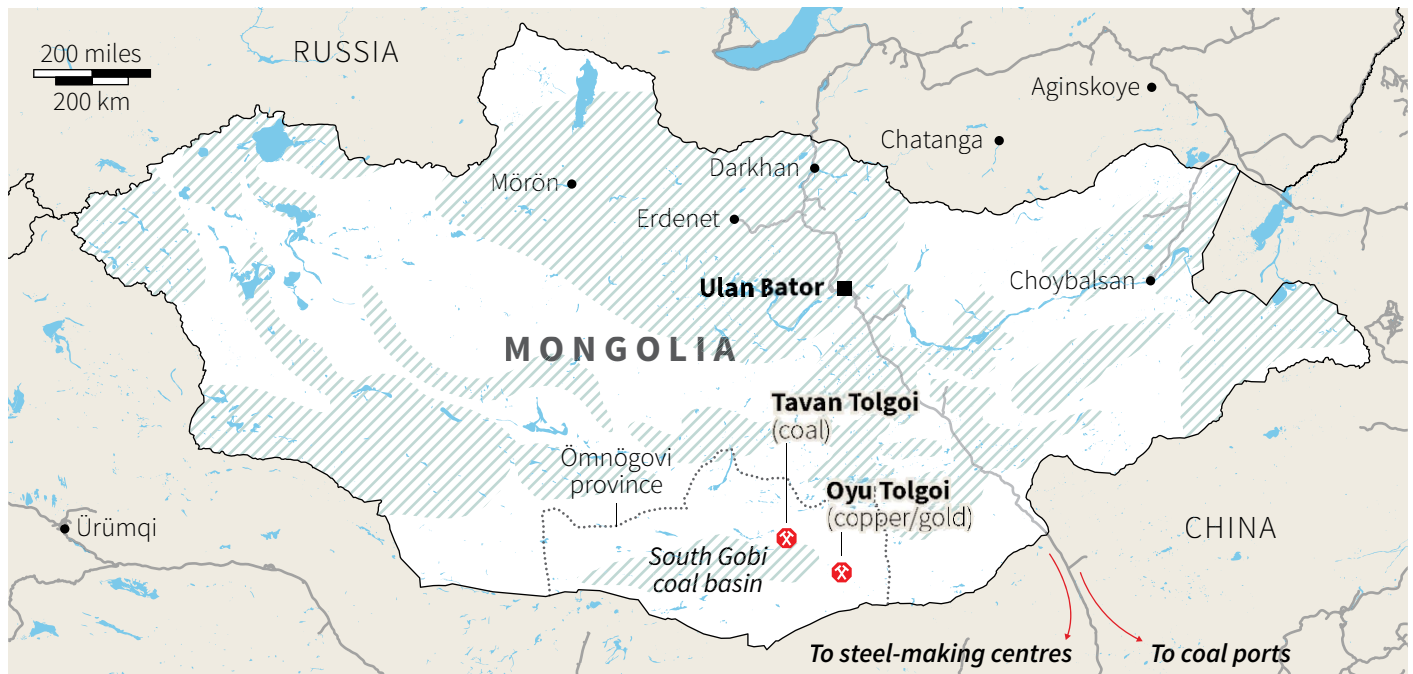 200 miles
200 km
RUSSIA
Aginskoye
Chatanga
Darkhan
Mörön
Erdenet
Choybalsan
Ulan Bator
MONGOLIA
Tavan Tolgoi
(coal)
Ömnögovi
province
Oyu Tolgoi
(copper/gold)
Ürümqi
CHINA
South Gobi
coal basin
To steel-making centres
To coal ports